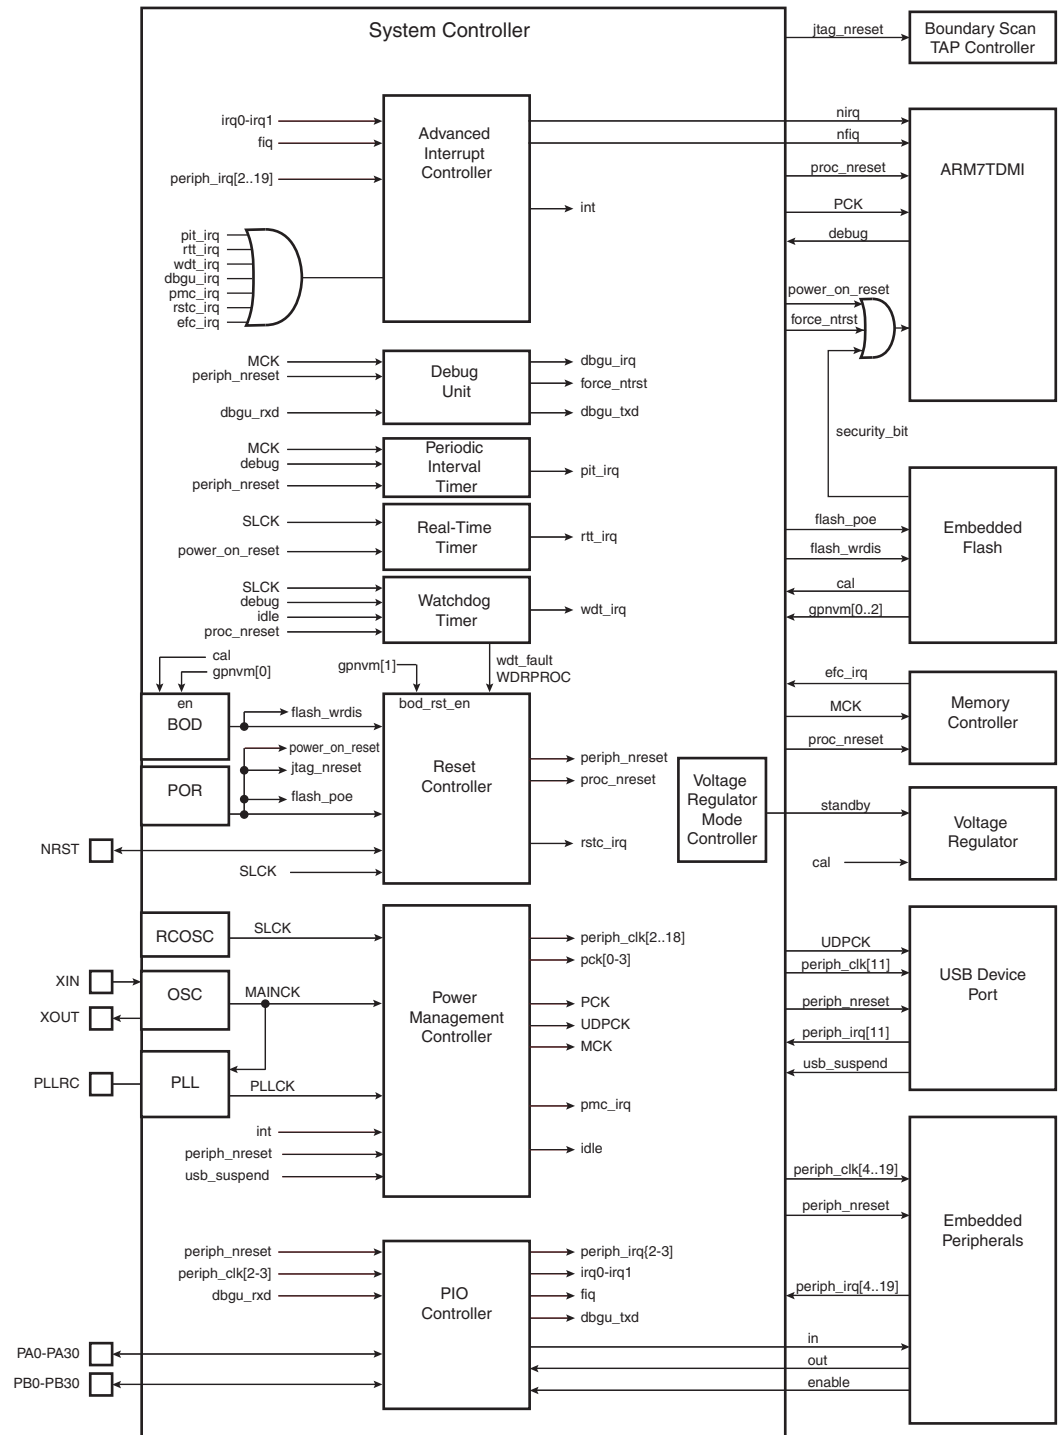 System Controller
jtag_nreset
Boundary Scan
TAP Controller
irq0-irq1
fiq
periph_irq[2..19]
Advanced
Interrupt
Controller
int
nirq
nfiq
proc_nreset
PCK
debug
ARM7TDMI
pit_irq
rtt_irq
wdt_irq
dbgu_irq
pmc_irq
rstc_irq
efc_irq
power_on_reset
force_ntrst
security_bit
MCK
periph_nreset
dbgu_rxd
Debug
Unit
dbgu_irq
force_ntrst
dbgu_txd
MCK
debug
periph_nreset
Periodic
Interval
Timer
pit_irq
SLCK
power_on_reset
Real-Time
Timer
rtt_irq
flash_poe
flash_wrdis
cal
gpnvm[0..2]
Embedded
Flash
SLCK
debug
idle
proc_nreset
Watchdog
Timer
wdt_irq
cal
gpnvm[0]
gpnvm[1]
wdt_fault
WDRPROC
en
BOD
flash_wrdis
power_on_reset
jtag_nreset
flash_poe
POR
bod_rst_en
Reset
Controller
periph_nreset
proc_nreset
rstc_irq
efc_irq
MCK
proc_nreset
Memory
Controller
Voltage
Regulator
Mode
Controller
standby
cal
Voltage
Regulator
NRST
SLCK
RCOSC
SLCK
XIN
XOUT
OSC
MAINCK
PLLRC
PLL
PLLCK
int
periph_nreset
usb_suspend
Power
Management
Controller
periph_clk[2..18]
pck[0-3]
PCK
UDPCK
MCK
pmc_irq
idle
UDPCK
periph_clk[11]
periph_nreset
periph_irq[11]
usb_suspend
USB Device
Port
periph_nreset
periph_clk[2-3]
dbgu_rxd
PIO
Controller
periph_irq{2-3]
irq0-irq1
fiq
dbgu_txd
PA0-PA30
PB0-PB30
periph_clk[4..19]
periph_nreset
periph_irq[4..19]
in
out
enable
Embedded
Peripherals